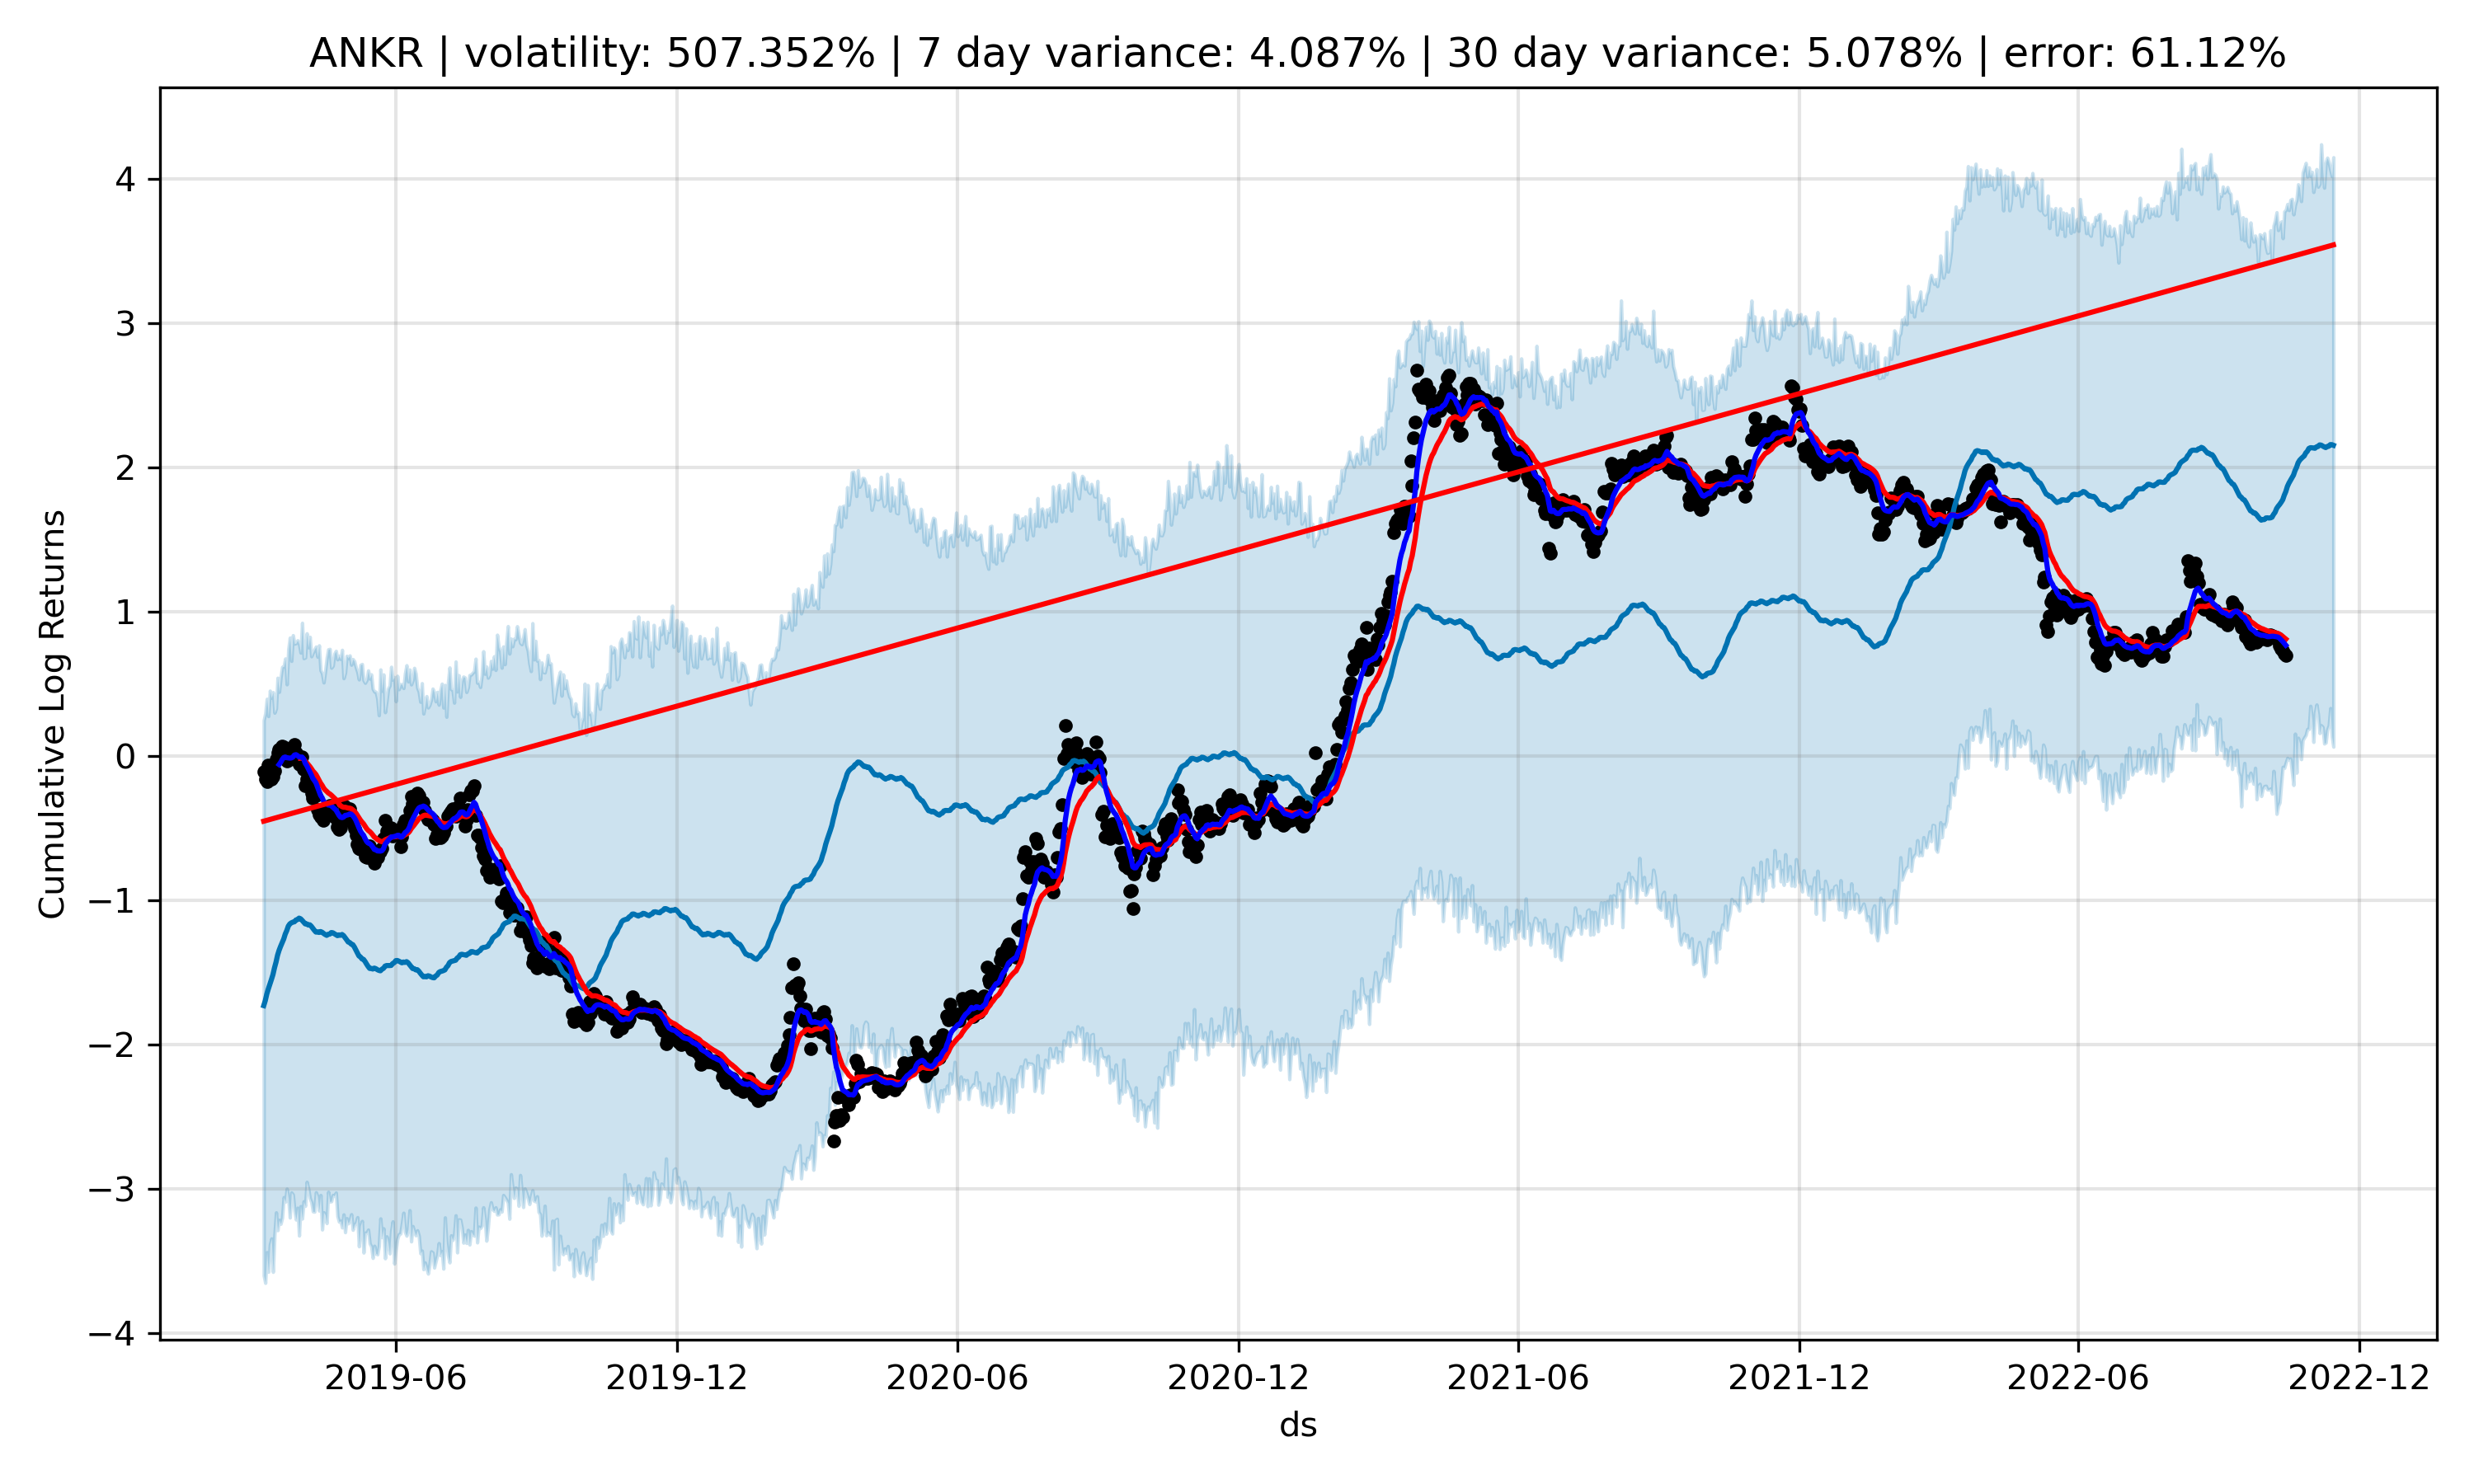 ANKR | volatility: 507.352% | 7 day variance: 4.087% | 30 day variance: 5.078% | error: 61.12%
Cumulative Log Returns
4
3
2
1
0
−1
−2
−3
−4
2019-06 2019-12 2020-06 2020-12 2021-06 2021-12 2022-06 2022-12
ds